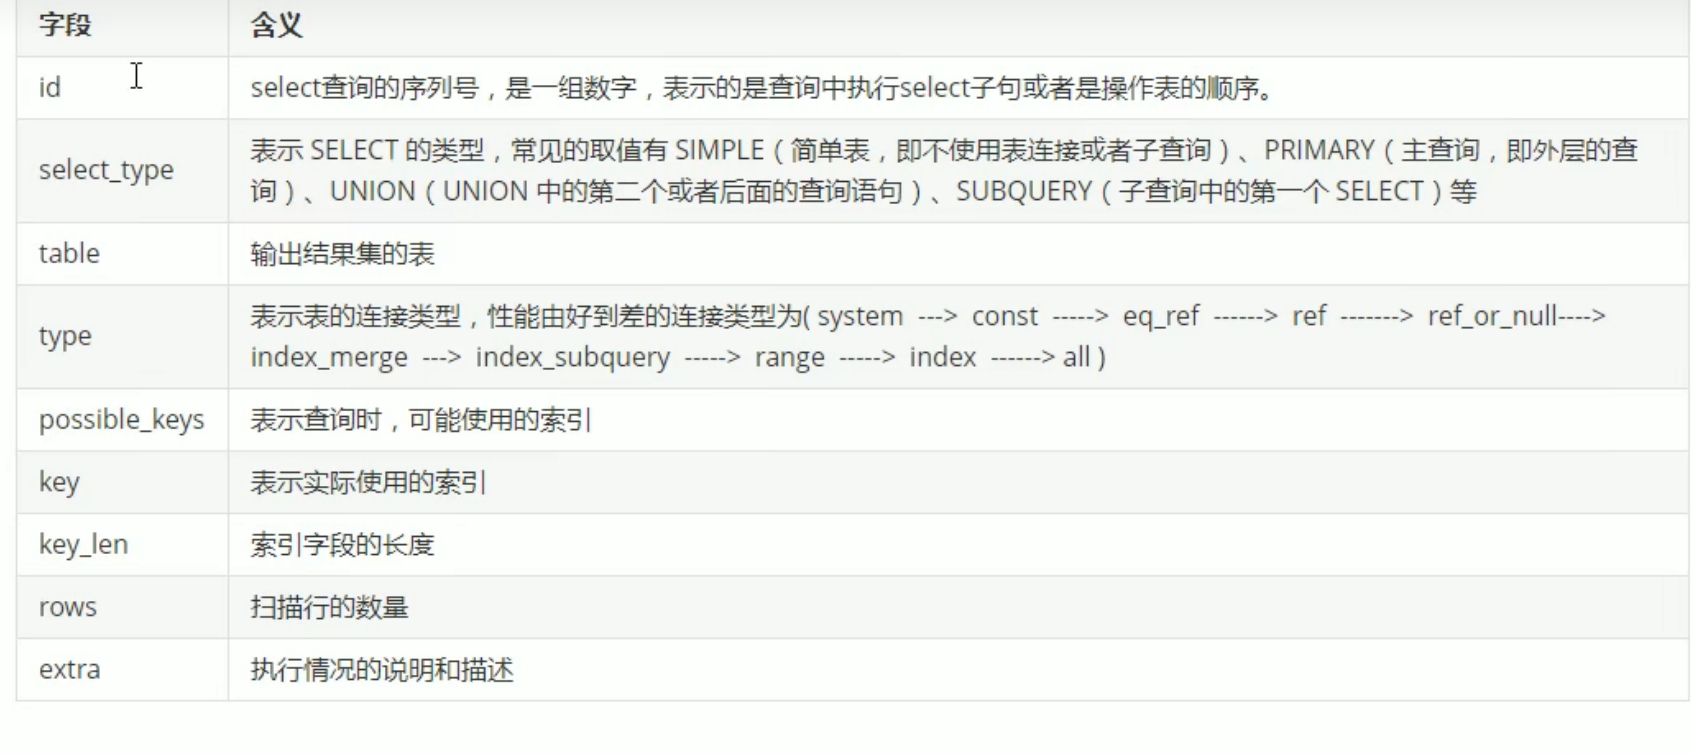 字段 含义
id select查询的序列号，是一组数字，表示的是查询中执行select子句或者是操作表的顺序。
select_type 表示 SELECT 的类型，常见的取值有 SIMPLE（简单表，即不使用表连接或者子查询）、PRIMARY（主查询，即外层的查
询）、UNION（UNION 中的第二个或者后面的查询语句）、SUBQUERY（子查询中的第一个 SELECT）等
table 输出结果集的表
type 表示表的连接类型，性能由好到差的连接类型为( system ---> const -----> eq_ref ------> ref -------> ref_or_null---->
index_merge ---> index_subquery -----> range -----> index ------> all )
possible_keys 表示查询时，可能使用的索引
key 表示实际使用的索引
key_len 索引字段的长度
rows 扫描行的数量
extra 执行情况的说明和描述